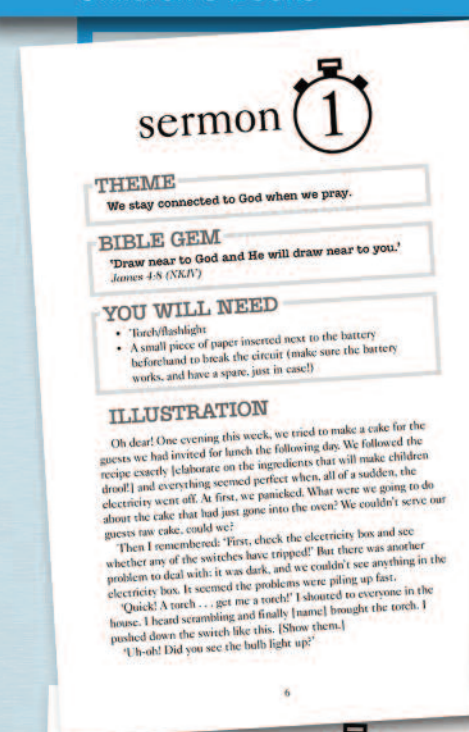 sermon 1
THEME
We stay connected to God when we pray.
BIBLE GEM
'Draw near to God and He will draw near to you.'
James 4:8 (NKJV)
YOU WILL NEED
• Torch/flashlight
• A small piece of paper inserted next to the battery
beforehand to break the circuit (make sure the battery
works, and have a spare, just in case!)
ILLUSTRATION
Oh dear! One evening this week, we tried to make a cake for the
guests we had invited for lunch the following day. We followed the
recipe exactly [elaborate on the ingredients that will make children
drool!] and everything seemed perfect when, all of a sudden, the
electricity went off. At first, we panicked. What were we going to do
about the cake that had just gone into the oven? We couldn't serve our
guests raw cake, could we?
Then I remembered: 'First, check the electricity box and see
whether any of the switches have tripped!' But there was another
problem to deal with: it was dark, and we couldn't see anything in the
electricity box. It seemed the problems were piling up fast.
'Quick! A torch . . . get me a torch!' I shouted to everyone in the
house. I heard scrambling and finally [name] brought the torch. I
pushed down the switch like this. [Show them.]
'Uh-oh! Did you see the bulb light up?'
6